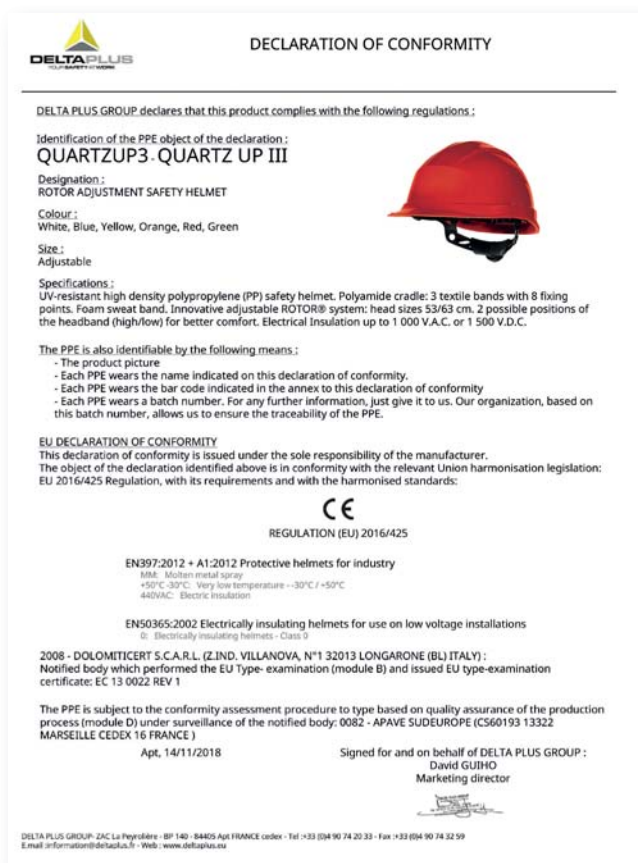 DELTAPLUS
YOUR SAFETY AT WORK
DECLARATION OF CONFORMITY
DELTA PLUS GROUP declares that this product complies with the following regulations :
Identification of the PPE object of the declaration :
QUARTZUP3 - QUARTZ UP III
Designation :
ROTOR ADJUSTMENT SAFETY HELMET
Colour :
White, Blue, Yellow, Orange, Red, Green
Size :
Adjustable
Specifications :
UV-resistant high density polypropylene (PP) safety helmet. Polyamide cradle: 3 textile bands with 8 fixing
points. Foam sweat band. Innovative adjustable ROTOR® system: head sizes 53/63 cm. 2 possible positions of
the headband (high/low) for better comfort. Electrical Insulation up to 1 000 V.A.C. or 1 500 V.D.C.
The PPE is also identifiable by the following means :
- The product picture
- Each PPE wears the name indicated on this declaration of conformity.
- Each PPE wears the bar code indicated in the annex to this declaration of conformity
- Each PPE wears a batch number. For any further information, just give it to us. Our organization, based on
this batch number, allows us to ensure the traceability of the PPE.
EU DECLARATION OF CONFORMITY
This declaration of conformity is issued under the sole responsibility of the manufacturer.
The object of the declaration identified above is in conformity with the relevant Union harmonisation legislation:
EU 2016/425 Regulation, with its requirements and with the harmonised standards:
CE
REGULATION (EU) 2016/425
EN397:2012 + A1:2012 Protective helmets for industry
MM: Molten metal spray
+50°C -30°C: Very low temperature - -30°C / +50°C
440VAC: Electric insulation
EN50365:2002 Electrically insulating helmets for use on low voltage installations
0: Electrically insulating helmets - Class 0
2008 - DOLOMITICERT S.C.A.R.L. (Z.IND. VILLANOVA, N°1 32013 LONGARONE (BL) ITALY) :
Notified body which performed the EU Type- examination (module B) and issued EU type-examination
certificate: EC 13 0022 REV 1
The PPE is subject to the conformity assessment procedure to type based on quality assurance of the production
process (module D) under surveillance of the notified body: 0082 - APAVE SUDEUROPE (CS60193 13322
MARSEILLE CEDEX 16 FRANCE )
Apt, 14/11/2018
Signed for and on behalf of DELTA PLUS GROUP :
David GUIHO
Marketing director
DELTA PLUS GROUP- ZAC La Peyrolière - BP 140 - 84405 Apt FRANCE cedex - Tel :+33 (0)4 90 74 20 33 - Fax :+33 (0)4 90 74 32 59
E.mail :information@deltaplus.fr - Web : www.deltaplus.eu